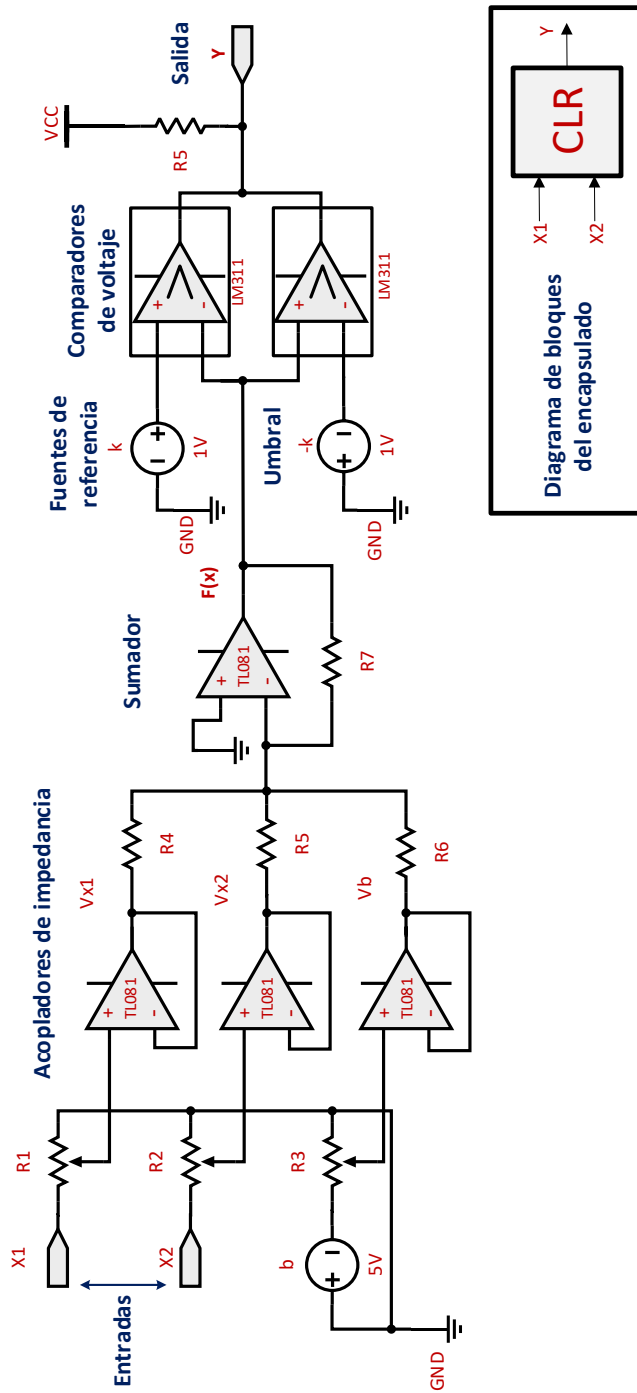 Entradas
X1
X2
b
5V
GND
R1
R2
R3
Acopladores de impedancia
+
-
TL081
+
-
TL081
+
-
TL081
Vx1
Vx2
Vb
R4
R5
R6
Sumador
+
-
TL081
R7
F(x)
Fuentes de
referencia
k
1V
GND
Umbral
-k
1V
GND
Comparadores
de voltaje
+
-
LM311
+
-
LM311
VCC
R5
Salida
Y
Diagrama de bloques
del encapsulado
X1
X2
CLR
Y